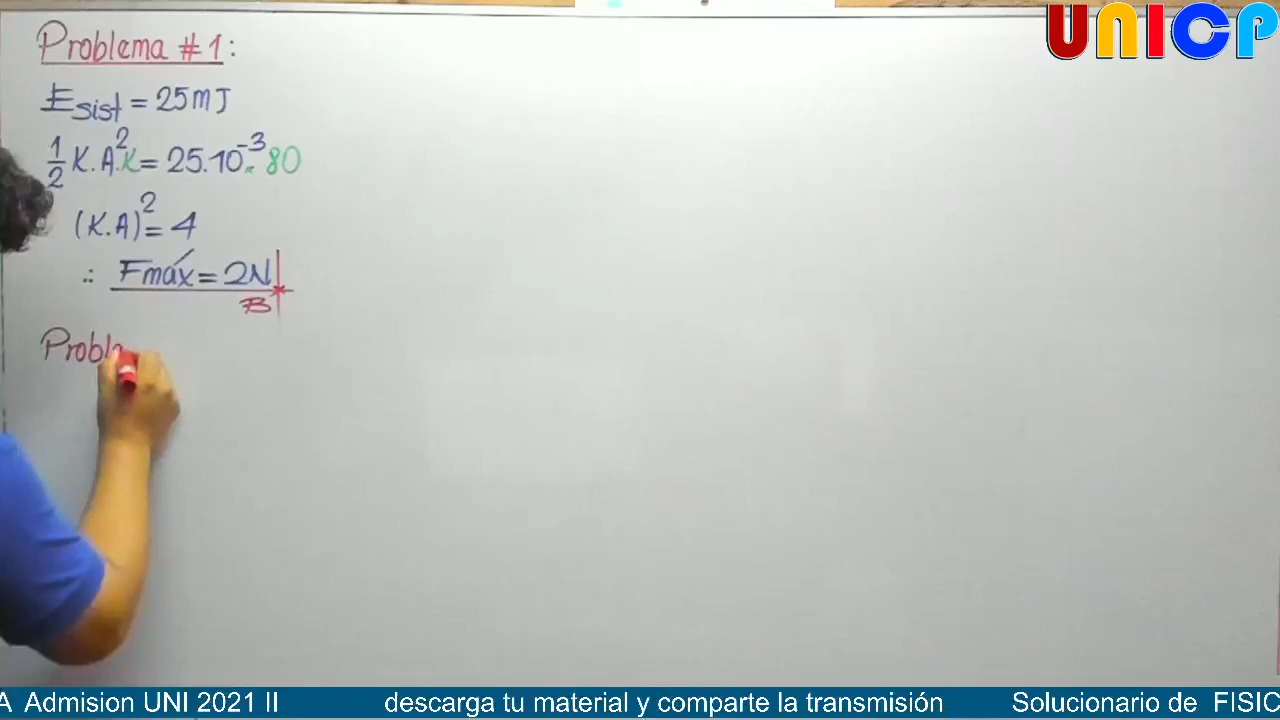 UNICP
Problema #1:
Esist = 25mJ
1/2 K.A².K = 25.10⁻³.80
(K.A)² = 4
∴ Fmáx = 2N
B
Probl
A Admision UNI 2021 II descarga tu material y comparte la transmisión Solucionario de FISIC